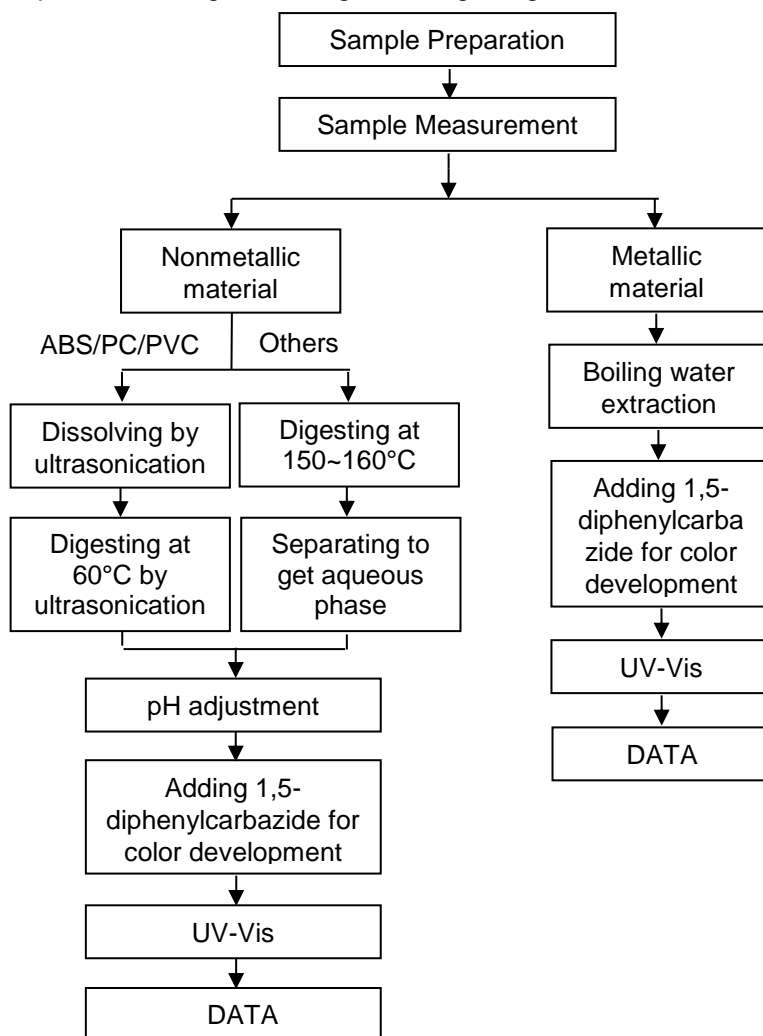 Sample Preparation
Sample Measurement
Nonmetallic
material
Metallic
material
ABS/PC/PVC
Others
Boiling water
extraction
Dissolving by
ultrasonication
Digesting at
150~160°C
Adding 1,5-
diphenylcarba
zide for color
development
Digesting at
60°C by
ultrasonication
Separating to
get aqueous
phase
UV-Vis
pH adjustment
DATA
Adding 1,5-
diphenylcarbazide for
color development
UV-Vis
DATA